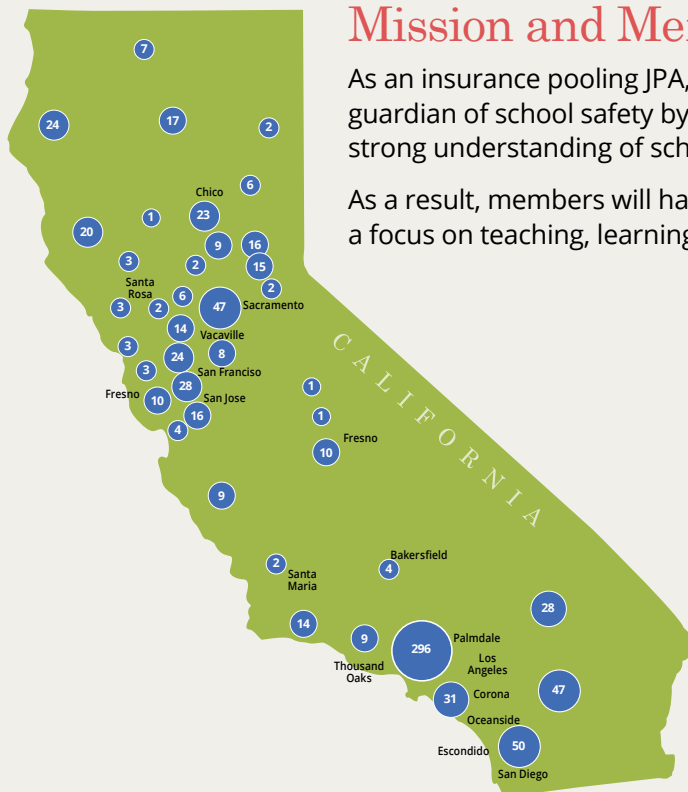 Mission and Me
As an insurance pooling JPA,
guardian of school safety by
strong understanding of sch
As a result, members will ha
a focus on teaching, learning
7
24
17
2
6
Chico
1
23
20
9
16
3
2
15
Santa
Rosa
2
6
3
2
47
Sacramento
14
Vacaville
3
24
8
3
San Franciso
28
1
Fresno
10
San Jose
16
1
4
Fresno
10
CALIFORNIA
9
Bakersfield
2
4
Santa
Maria
28
14
9
296
Palmdale
Los
Angeles
Thousand
Oaks
31
Corona
47
Oceanside
50
Escondido
San Diego